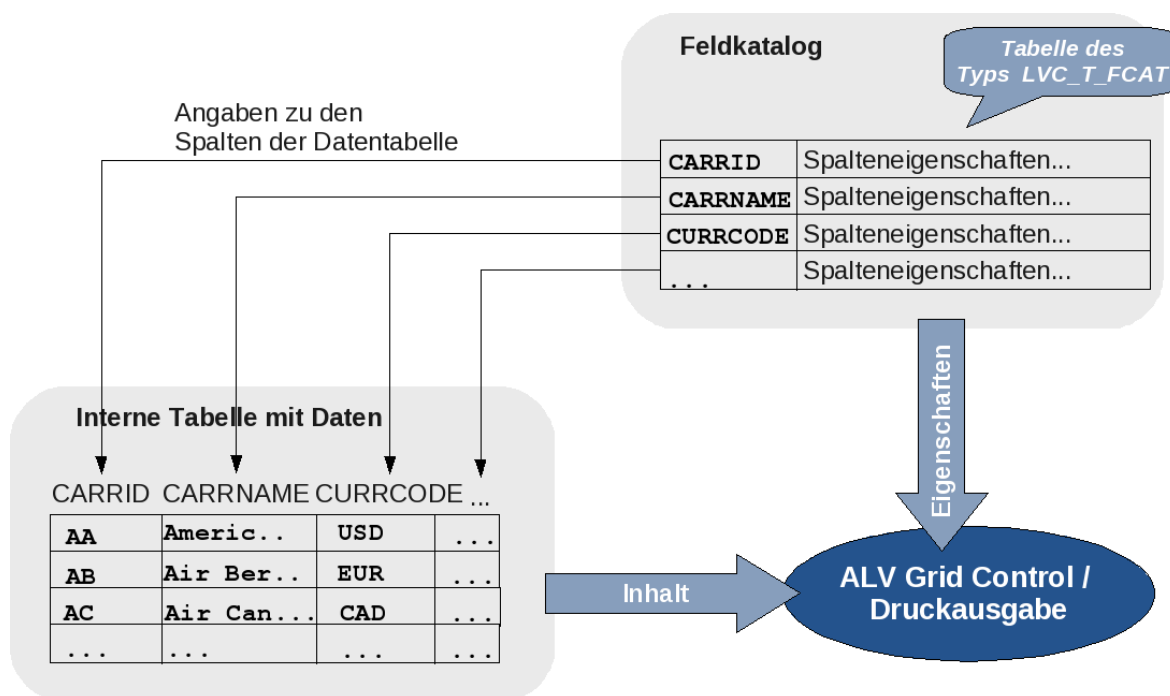 Feldkatalog
Tabelle des
Typs LVC_T_FCAT
Angaben zu den
Spalten der Datentabelle
CARRID Spalteneigenschaften...
CARRNAME Spalteneigenschaften...
CURRCODE Spalteneigenschaften...
... Spalteneigenschaften...
Eigenschaften
Interne Tabelle mit Daten
CARRID CARRNAME CURRCODE ...
AA Americ.. USD ...
AB Air Ber.. EUR ...
AC Air Can... CAD ...
... ... ... ...
Inhalt
ALV Grid Control /
Druckausgabe